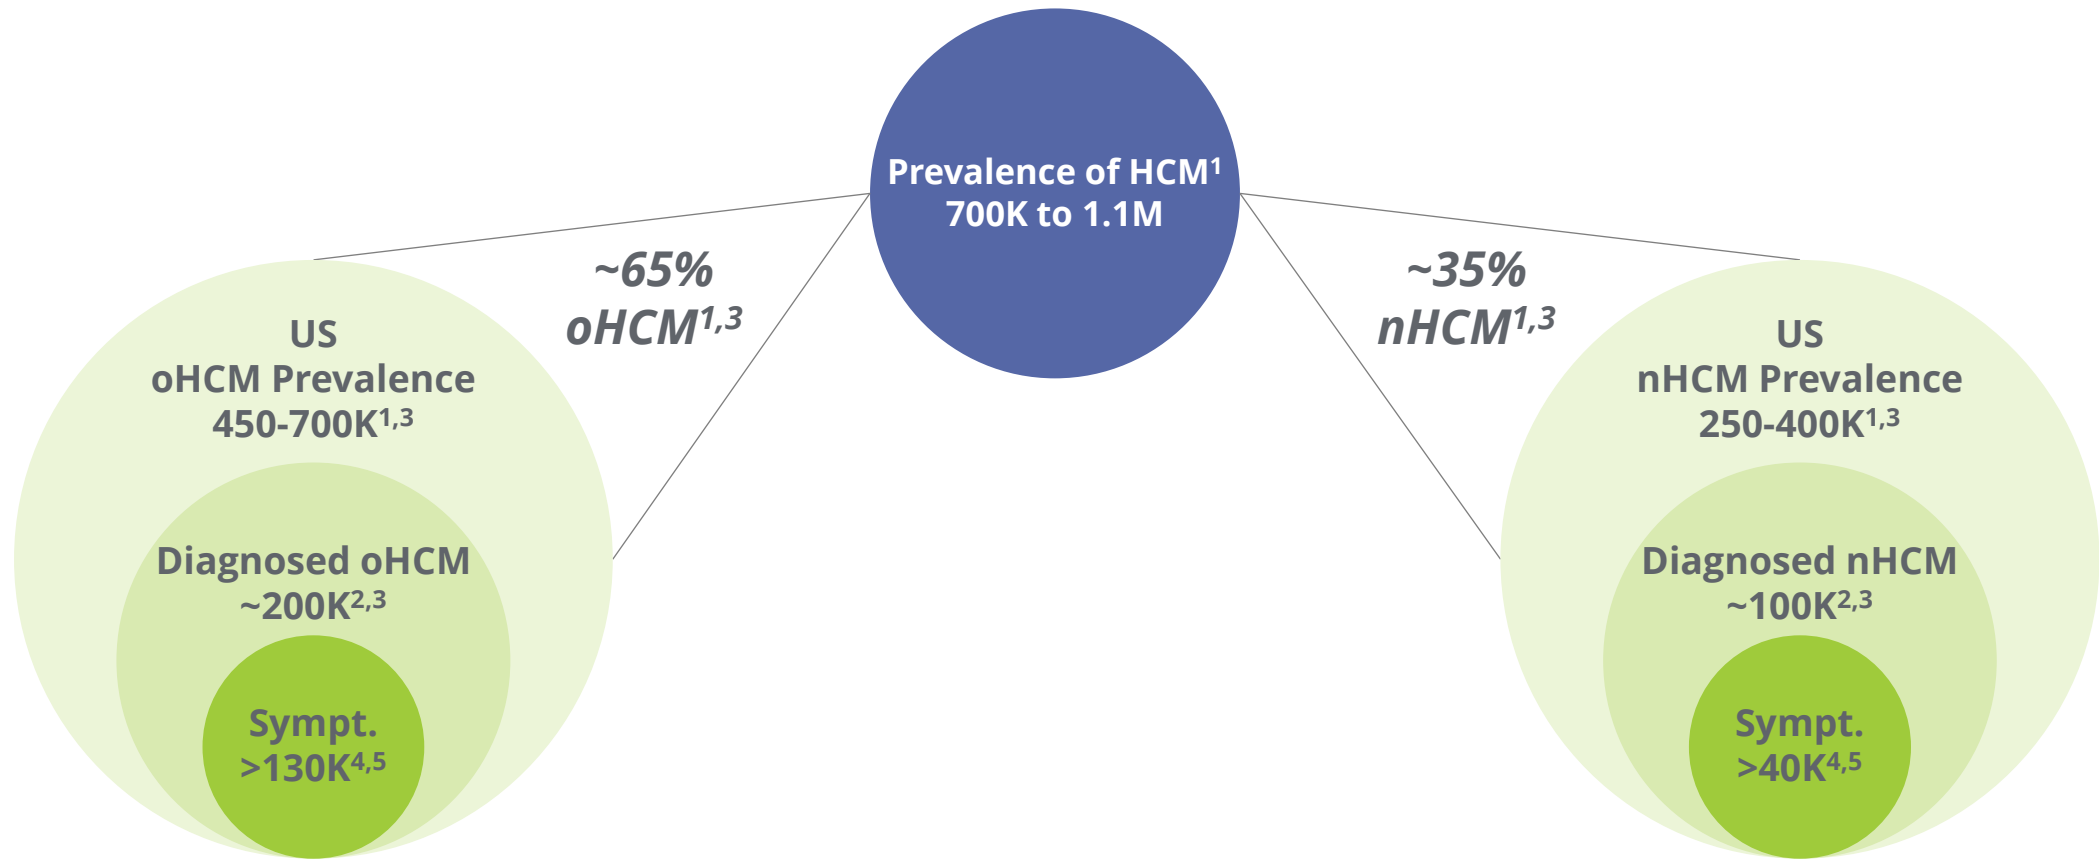 Prevalence of HCM¹
700K to 1.1M
~65%
oHCM¹,³
~35%
nHCM¹,³
US
oHCM Prevalence
450-700K¹,³
Diagnosed oHCM
~200K²,³
Sympt.
>130K⁴,⁵
US
nHCM Prevalence
250-400K¹,³
Diagnosed nHCM
~100K²,³
Sympt.
>40K⁴,⁵